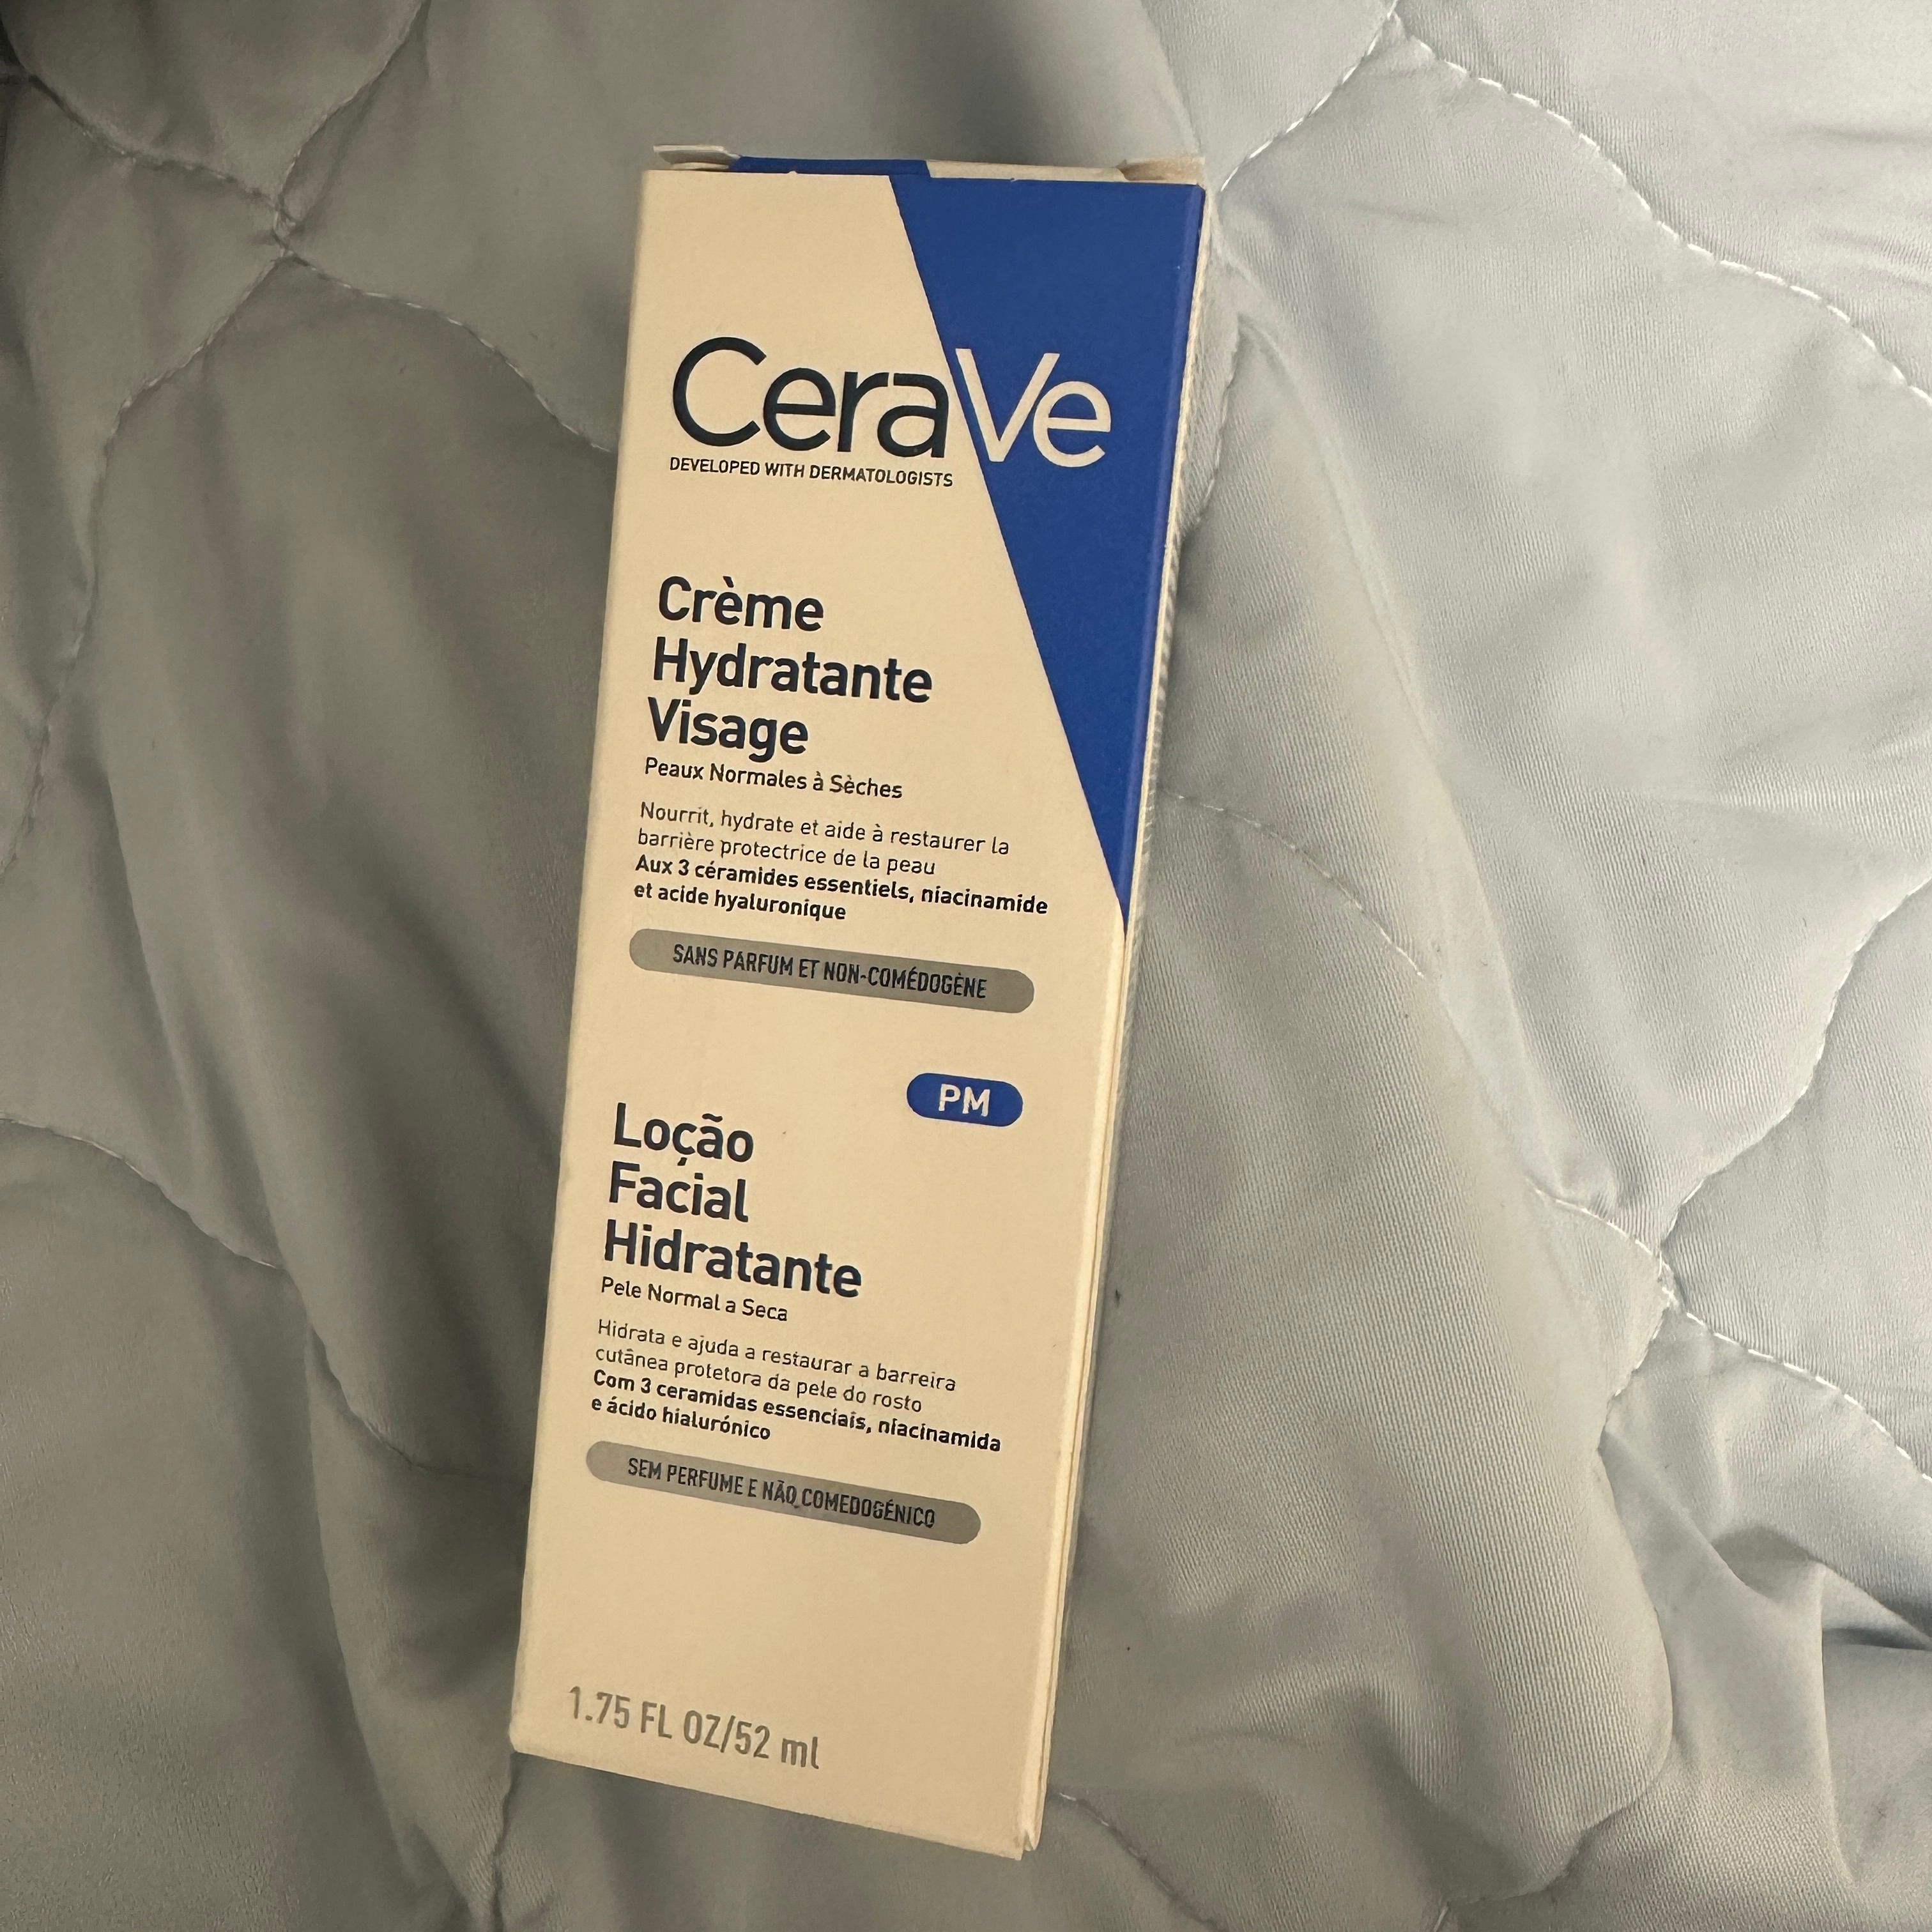 CeraVe
DEVELOPED WITH DERMATOLOGISTS
Crème
Hydratante
Visage
Peaux Normales à Sèches
Nourrit, hydrate et aide à restaurer la
barrière protectrice de la peau
Aux 3 céramides essentiels, niacinamide
et acide hyaluronique
SANS PARFUM ET NON-COMÉDOGÈNE
PM
Loção
Facial
Hidratante
Pele Normal a Seca
Hidrata e ajuda a restaurar a barreira
cutânea protetora da pele do rosto
Com 3 ceramidas essenciais, niacinamida
e ácido hialurónico
SEM PERFUME E NÃO COMEDOGÉNICO
1.75 FL OZ/52 ml